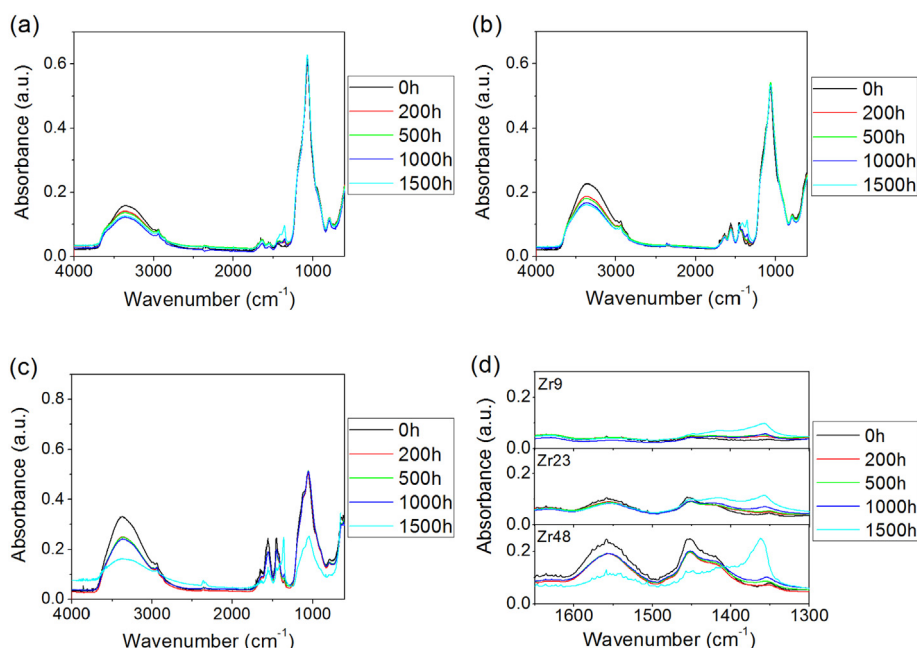 (a)
0.6
0.4
0.2
0.0
4000 3000 2000 1000
Absorbance (a.u.)
Wavenumber (cm⁻¹)
0h
200h
500h
1000h
1500h
(b)
0.6
0.4
0.2
0.0
4000 3000 2000 1000
Absorbance (a.u.)
Wavenumber (cm⁻¹)
0h
200h
500h
1000h
1500h
(c)
0.8
0.6
0.4
0.2
0.0
4000 3000 2000 1000
Absorbance (a.u.)
Wavenumber (cm⁻¹)
0h
200h
500h
1000h
1500h
(d)
Zr9
0.2
0.0
Zr23
0.2
0.0
Zr48
0.2
0.0
1600 1500 1400 1300
Absorbance (a.u.)
Wavenumber (cm⁻¹)
0h
200h
500h
1000h
1500h